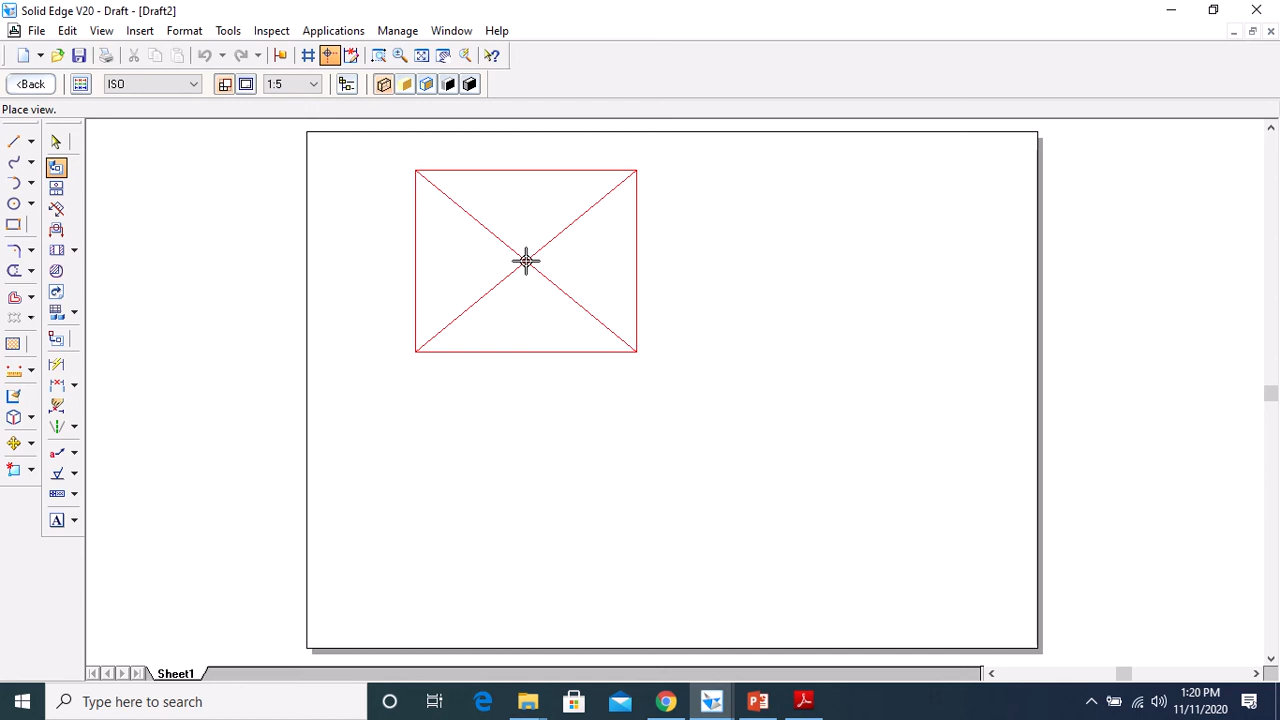 Solid Edge V20 - Draft - [Draft2]
File Edit View Insert Format Tools Inspect Applications Manage Window Help
<Back ISO 1:5
Place view.
A
Sheet1
Type here to search
1:20 PM
11/11/2020